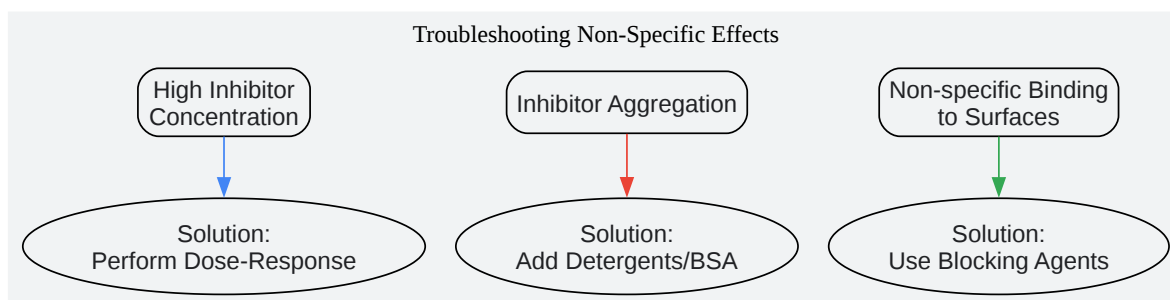 Troubleshooting Non-Specific Effects
High Inhibitor
Concentration
Inhibitor Aggregation
Non-specific Binding
to Surfaces
Solution:
Perform Dose-Response
Solution:
Add Detergents/BSA
Solution:
Use Blocking Agents